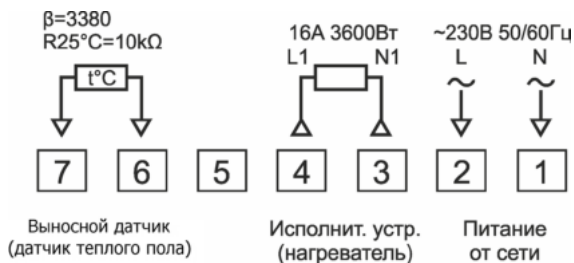 β=3380
R25°C=10kΩ
16А 3600Вт
~230В 50/60Гц
L1 N1 L N
t°C
7 6 5 4 3 2 1
Выносной датчик
(датчик теплого пола)
Исполнит. устр.
(нагреватель)
Питание
от сети